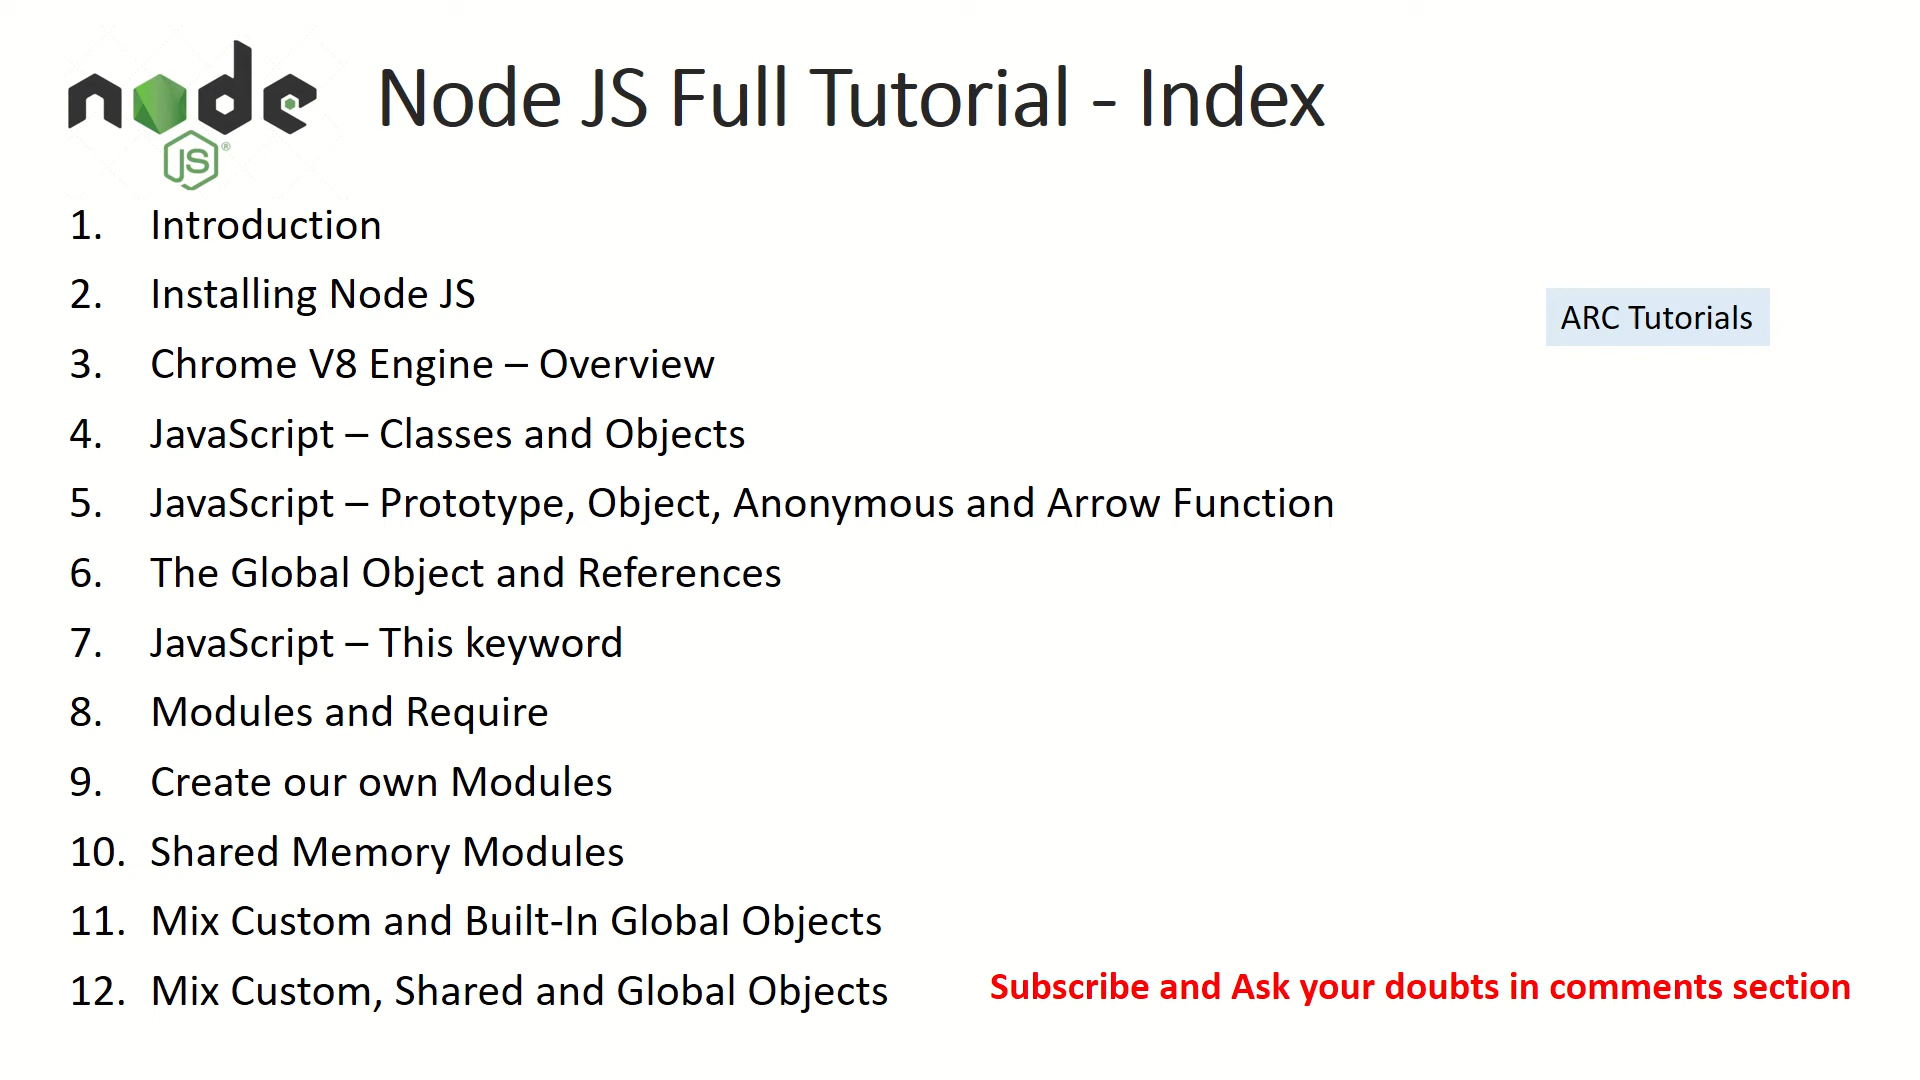 node
JS®
Node JS Full Tutorial - Index
1. Introduction
2. Installing Node JS
ARC Tutorials
3. Chrome V8 Engine – Overview
4. JavaScript – Classes and Objects
5. JavaScript – Prototype, Object, Anonymous and Arrow Function
6. The Global Object and References
7. JavaScript – This keyword
8. Modules and Require
9. Create our own Modules
10. Shared Memory Modules
11. Mix Custom and Built-In Global Objects
12. Mix Custom, Shared and Global Objects
Subscribe and Ask your doubts in comments section